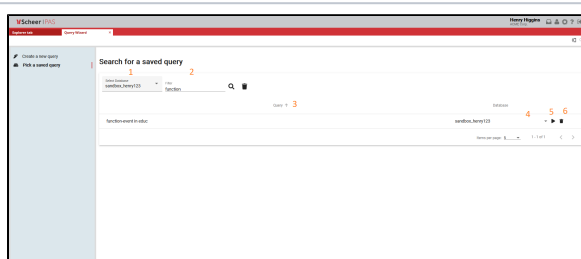 Scheer PAS
Henry Higgins
Explorer tab
Query Wizard
Create a new query
Pick a saved query
Search for a saved query
1
2
Select Database
sandbox_henry123
Filter
function
Query
3
Database
4
5
6
function-event in educ
sandbox_henry123
Items per page
5
1 - 1 of 1